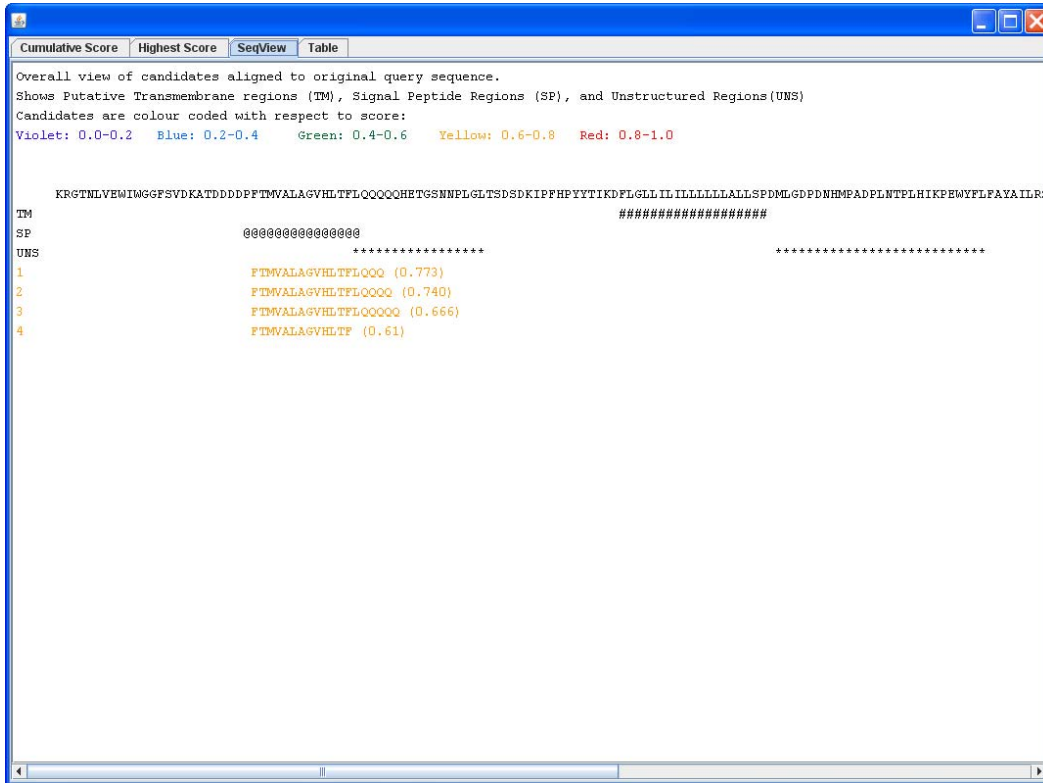 Cumulative Score Highest Score SeqView Table
Overall view of candidates aligned to original query sequence.
Shows Putative Transmembrane regions (TM), Signal Peptide Regions (SP), and Unstructured Regions(UNS)
Candidates are colour coded with respect to score:
Violet: 0.0-0.2 Blue: 0.2-0.4 Green: 0.4-0.6 Yellow: 0.6-0.8 Red: 0.8-1.0
KRGTNLVEWIWGGFSVDKATDDDDPFTMVALAGVHLTFLQQQQQHETGSNNPLGLTSDSDKIPFHPYYTIKDFLGLLILILLLLLLALLSPDMLGDPDNHMPADPLNTPLHIKPEWYFLFAYAILR
TM ###################
SP @@@@@@@@@@@@@@@
UNS ***************** ***************************
1 FTMVALAGVHLTFLQQQ (0.773)
2 FTMVALAGVHLTFLQQQQ (0.740)
3 FTMVALAGVHLTFLQQQQQ (0.666)
4 FTMVALAGVHLTF (0.61)